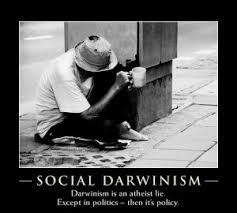 SOCIAL DARWINISM
Darwinism is an atheist lie.
Except in politics – then it's policy.